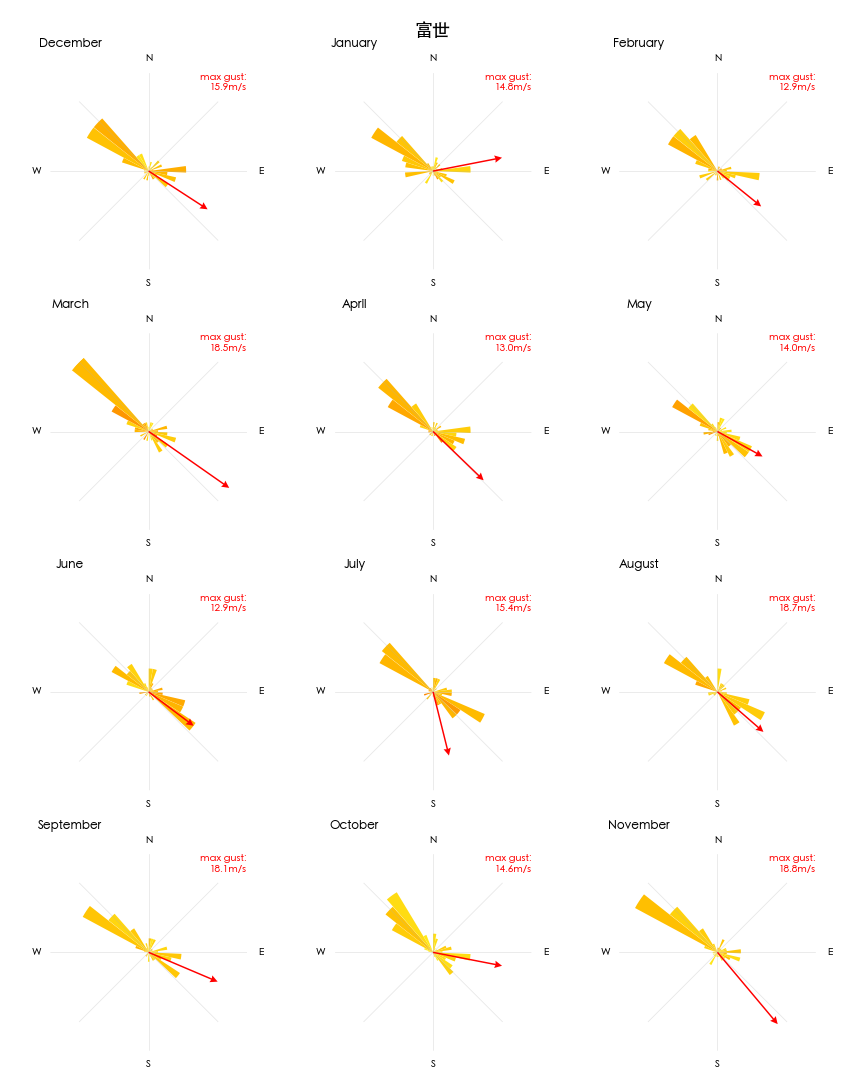 富世
December
N
max gust:
15.9m/s
W
E
S
January
N
max gust:
14.8m/s
W
E
S
February
N
max gust:
12.9m/s
W
E
S
March
N
max gust:
18.5m/s
W
E
S
April
N
max gust:
13.0m/s
W
E
S
May
N
max gust:
14.0m/s
W
E
S
June
N
max gust:
12.9m/s
W
E
S
July
N
max gust:
15.4m/s
W
E
S
August
N
max gust:
18.7m/s
W
E
S
September
N
max gust:
18.1m/s
W
E
S
October
N
max gust:
14.6m/s
W
E
S
November
N
max gust:
18.8m/s
W
E
S